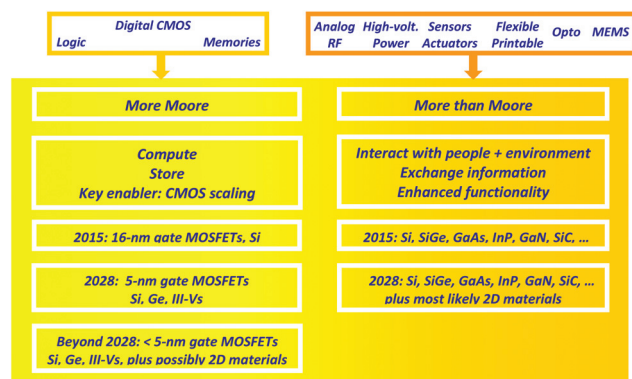 Digital CMOS
Logic Memories
Analog RF
High-volt. Power
Sensors Actuators
Flexible Printable
Opto
MEMS
More Moore
Compute
Store
Key enabler: CMOS scaling
2015: 16-nm gate MOSFETs, Si
2028: 5-nm gate MOSFETs
Si, Ge, III-Vs
Beyond 2028: < 5-nm gate MOSFETs
Si, Ge, III-Vs, plus possibly 2D materials
More than Moore
Interact with people + environment
Exchange information
Enhanced functionality
2015: Si, SiGe, GaAs, InP, GaN, SiC, ...
2028: Si, SiGe, GaAs, InP, GaN, SiC, ...
plus most likely 2D materials